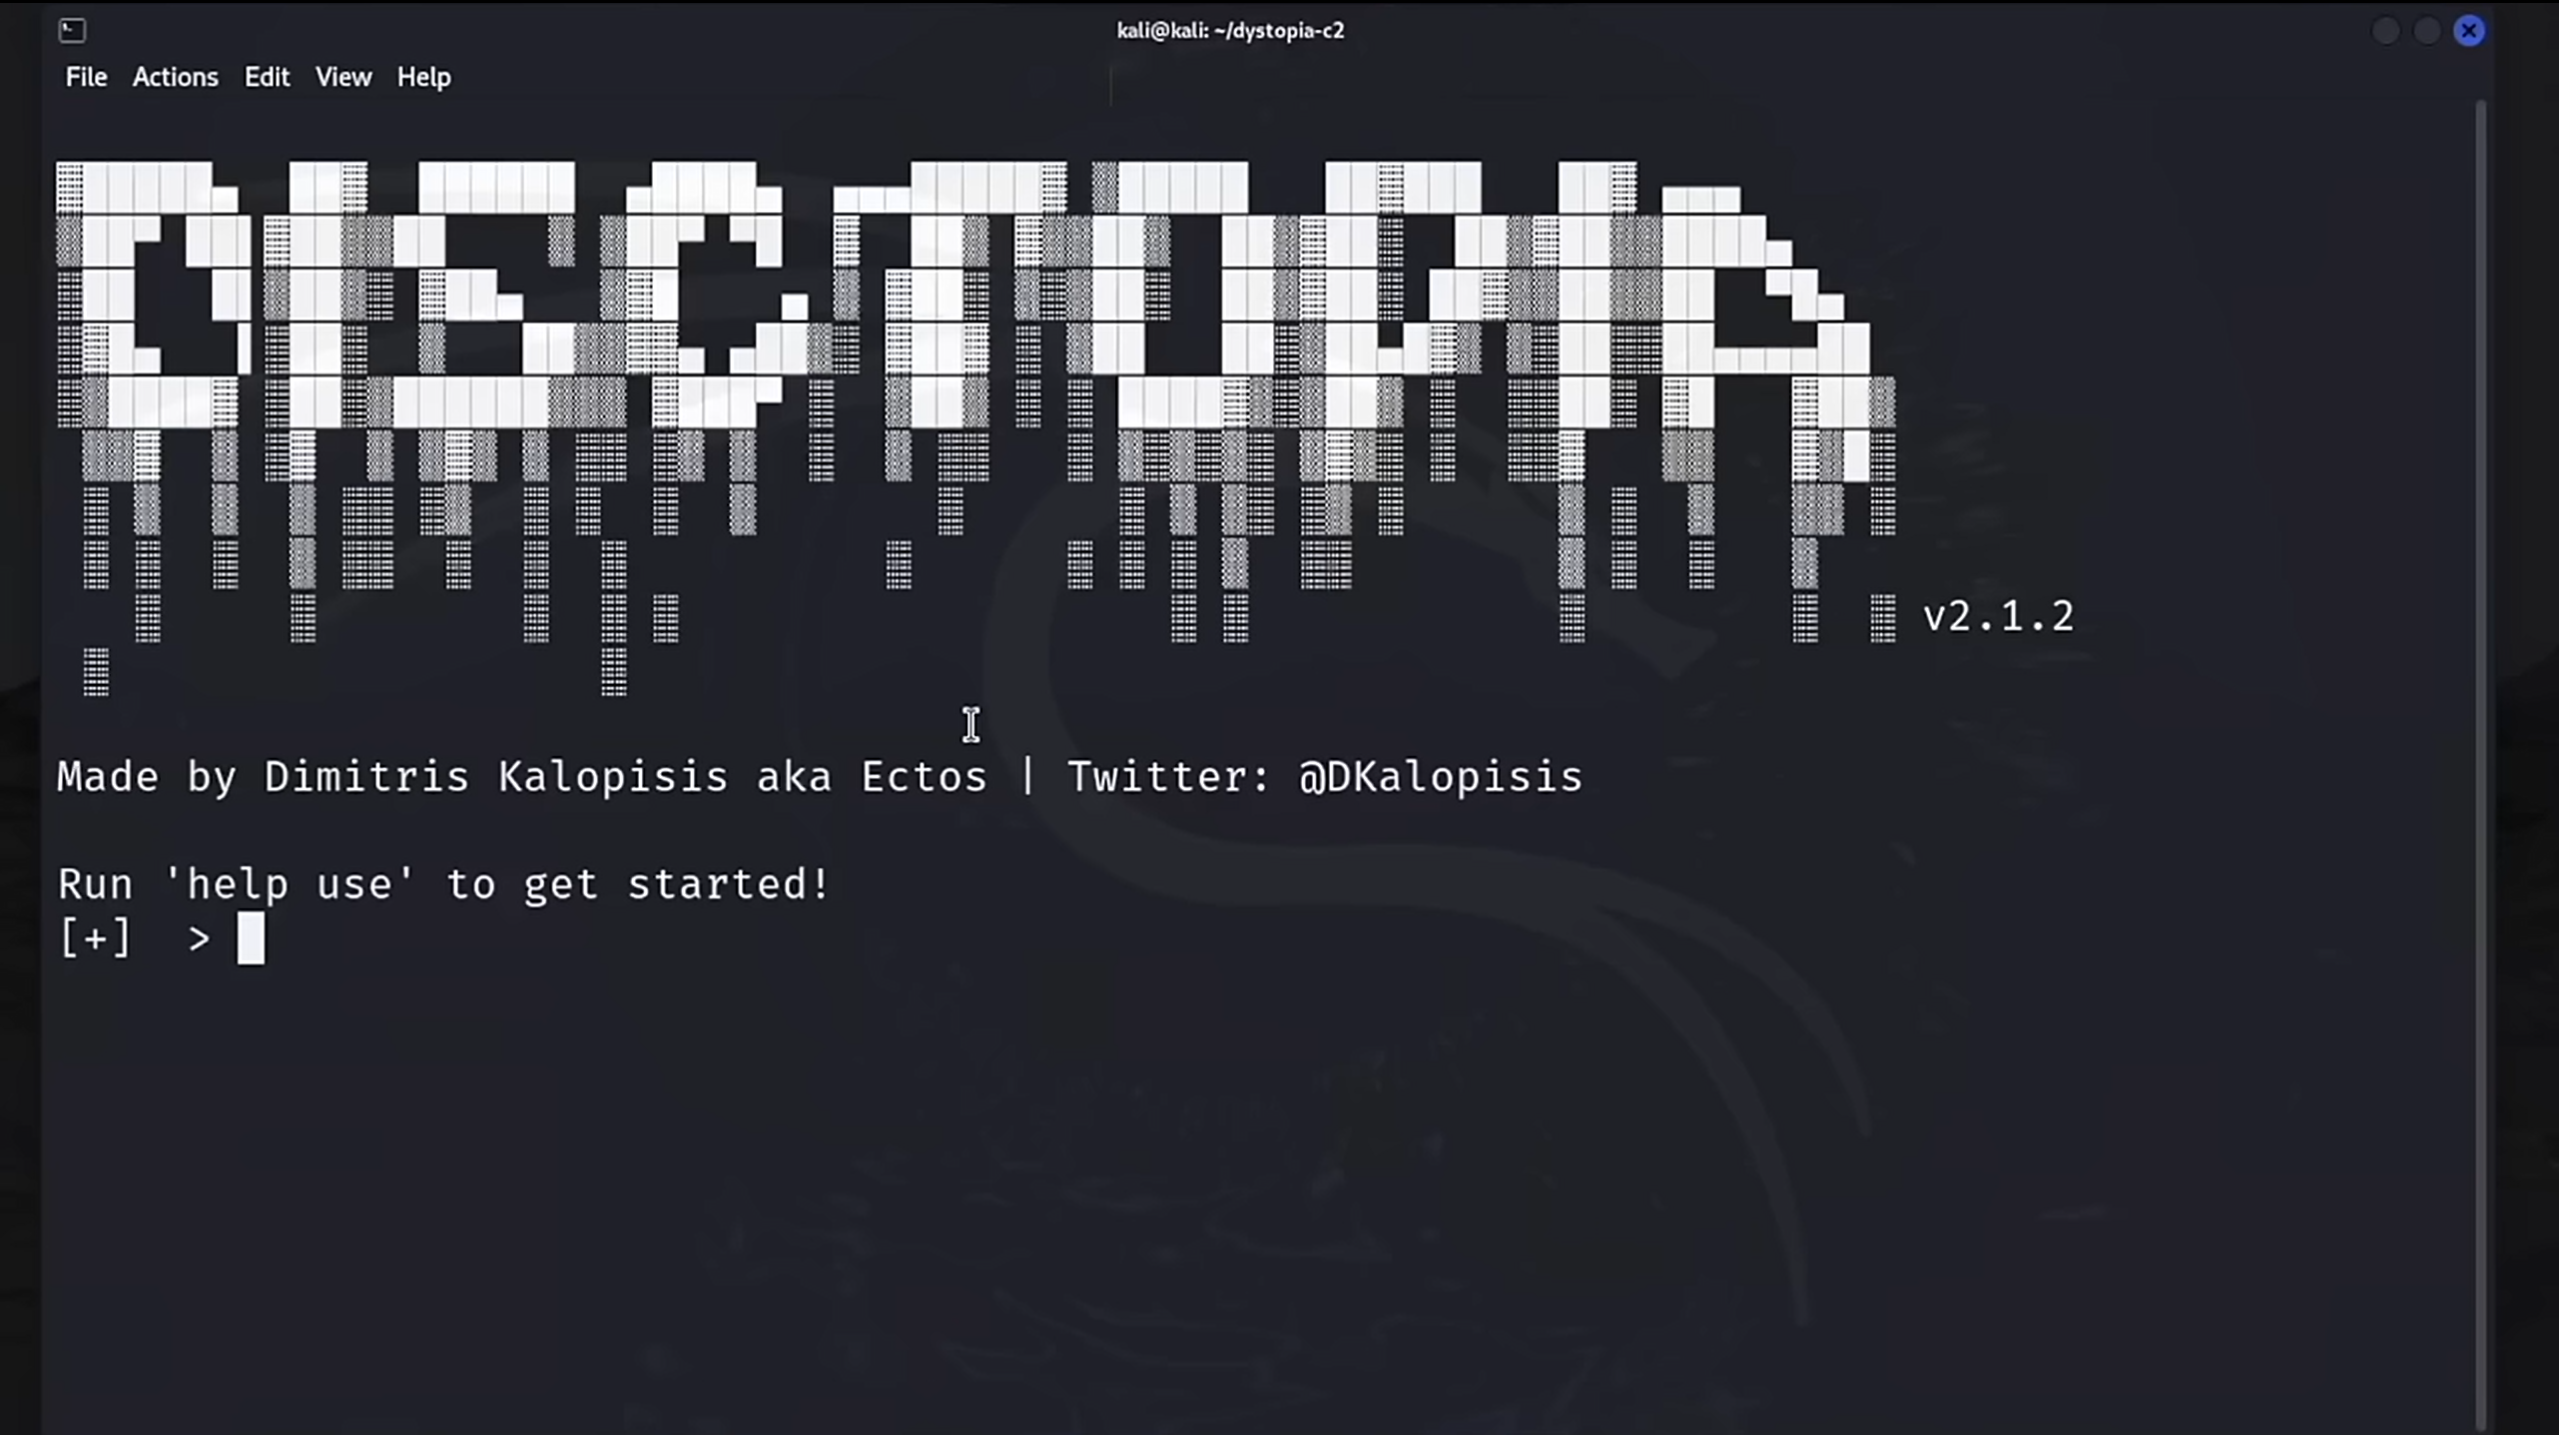 kali@kali: ~/dystopia-c2
File Actions Edit View Help
DISCTOPIA
v2.1.2
Made by Dimitris Kalopisis aka Ectos | Twitter: @DKalopisis
Run 'help use' to get started!
[+] >